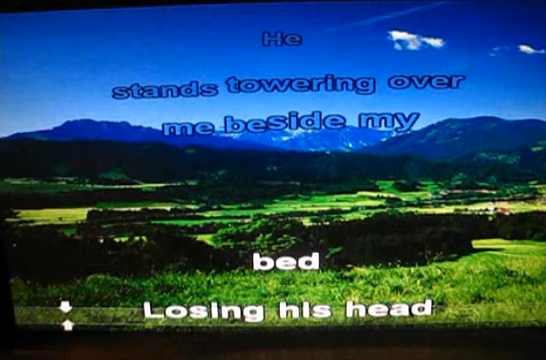 He
stands towering over
me beside my
bed
Losing his head